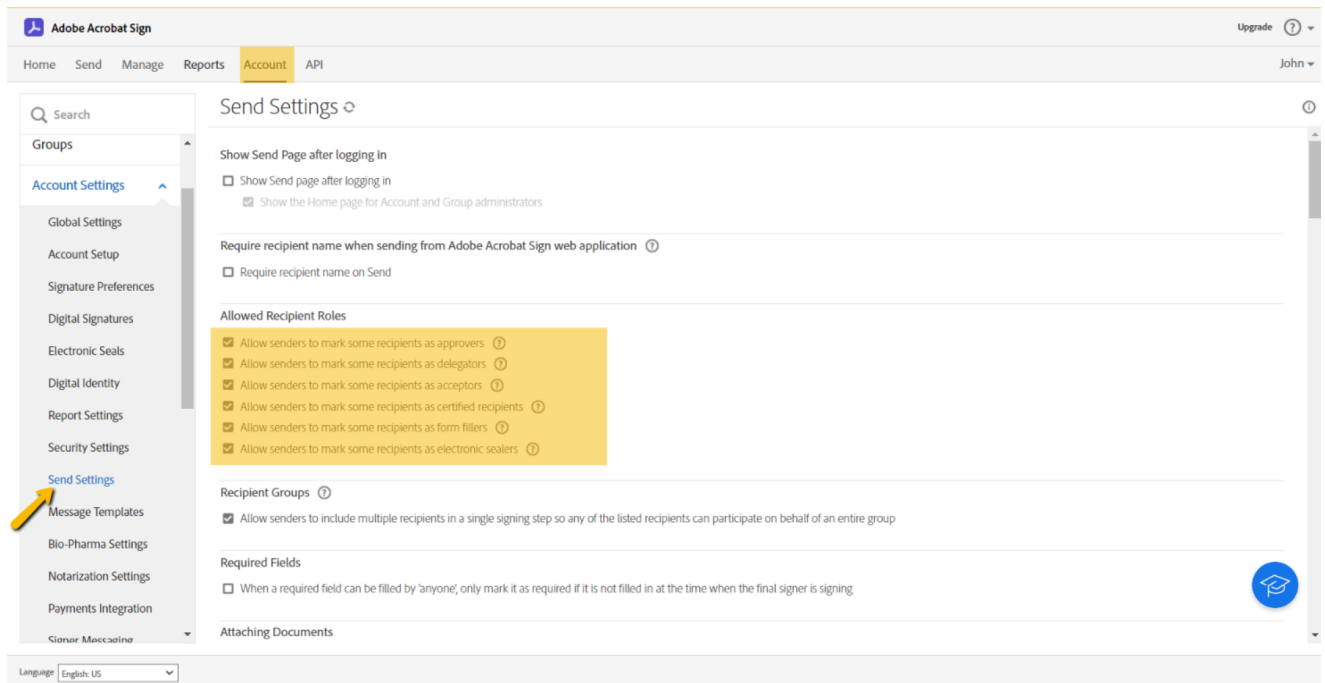 Adobe Acrobat Sign
Upgrade
Home Send Manage Reports Account API
John
Search
Groups
Account Settings
Global Settings
Account Setup
Signature Preferences
Digital Signatures
Electronic Seals
Digital Identity
Report Settings
Security Settings
Send Settings
Message Templates
Bio-Pharma Settings
Notarization Settings
Payments Integration
Signer Messaging
Send Settings
Show Send Page after logging in
Show Send page after logging in
Show the Home page for Account and Group administrators
Require recipient name when sending from Adobe Acrobat Sign web application
Require recipient name on Send
Allowed Recipient Roles
Allow senders to mark some recipients as approvers
Allow senders to mark some recipients as delegators
Allow senders to mark some recipients as acceptors
Allow senders to mark some recipients as certified recipients
Allow senders to mark some recipients as form fillers
Allow senders to mark some recipients as electronic sealers
Recipient Groups
Allow senders to include multiple recipients in a single signing step so any of the listed recipients can participate on behalf of an entire group
Required Fields
When a required field can be filled by 'anyone', only mark it as required if it is not filled in at the time when the final signer is signing
Attaching Documents
Language English: US